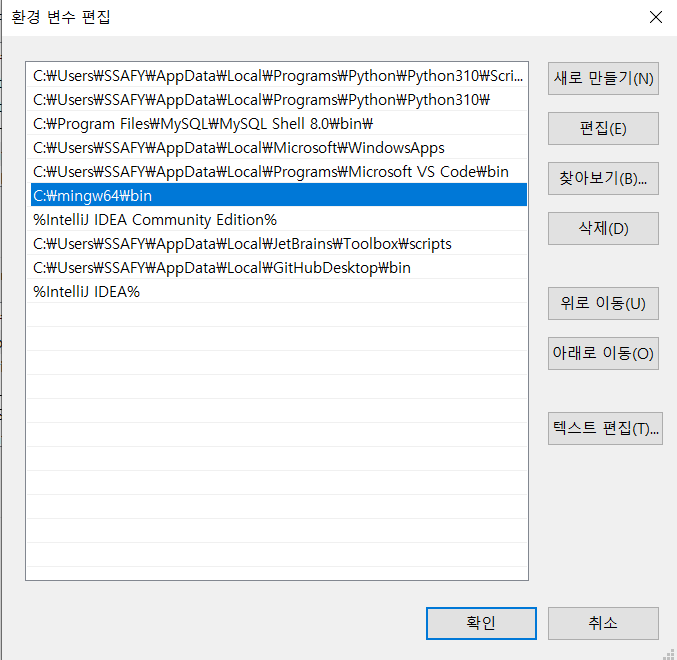 환경 변수 편집
C:₩Users₩SSAFY₩AppData₩Local₩Programs₩Python₩Python310₩Scri...
새로 만들기(N)
C:₩Users₩SSAFY₩AppData₩Local₩Programs₩Python₩Python310₩
C:₩Program Files₩MySQL₩MySQL Shell 8.0₩bin₩
편집(E)
C:₩Users₩SSAFY₩AppData₩Local₩Microsoft₩WindowsApps
C:₩Users₩SSAFY₩AppData₩Local₩Programs₩Microsoft VS Code₩bin
찾아보기(B)...
C:₩mingw64₩bin
%IntelliJ IDEA Community Edition%
삭제(D)
C:₩Users₩SSAFY₩AppData₩Local₩JetBrains₩Toolbox₩scripts
C:₩Users₩SSAFY₩AppData₩Local₩GitHubDesktop₩bin
%IntelliJ IDEA%
위로 이동(U)
아래로 이동(O)
텍스트 편집(T)...
확인
취소